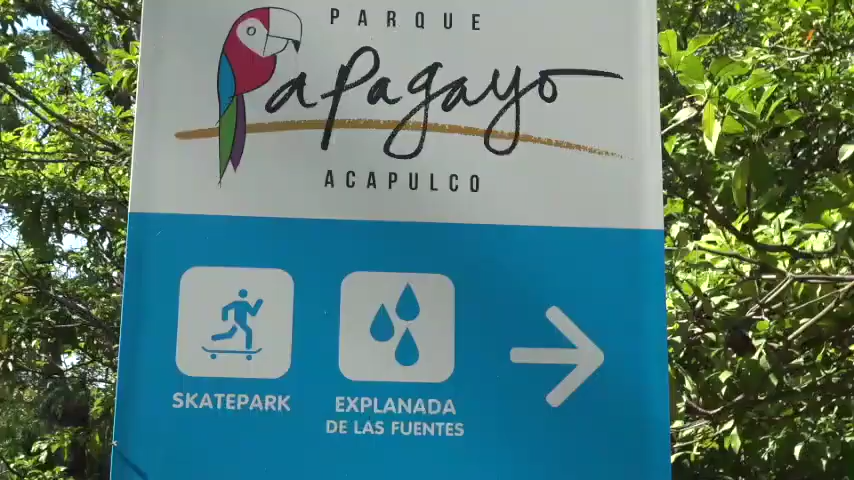 PARQUE
Papagayo
ACAPULCO
SKATEPARK
EXPLANADA
DE LAS FUENTES